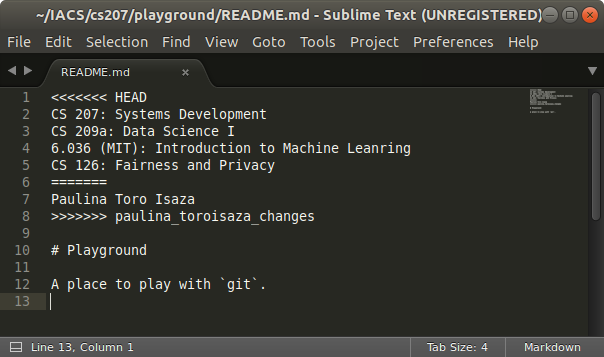 ~/IACS/cs207/playground/README.md - Sublime Text (UNREGISTERED)
File Edit Selection Find View Goto Tools Project Preferences Help
README.md ×
1 <<<<<<< HEAD
2 CS 207: Systems Development
3 CS 209a: Data Science I
4 6.036 (MIT): Introduction to Machine Leanring
5 CS 126: Fairness and Privacy
6 =======
7 Paulina Toro Isaza
8 >>>>>>> paulina_toroisaza_changes
9
10 # Playground
11
12 A place to play with `git`.
13
Line 13, Column 1 Tab Size: 4 Markdown